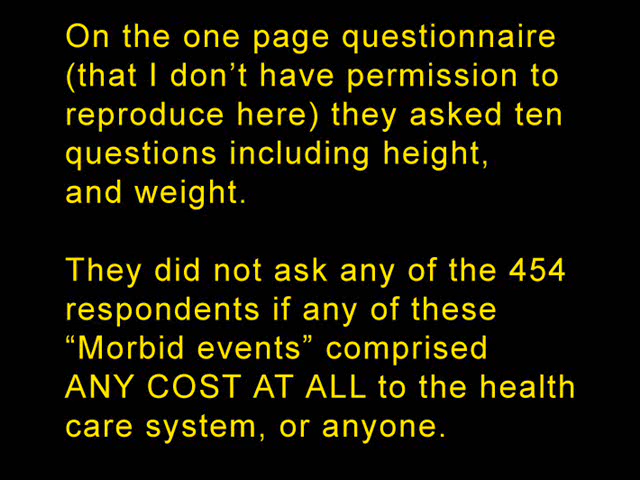 On the one page questionnaire
(that I don’t have permission to
reproduce here) they asked ten
questions including height,
and weight.
They did not ask any of the 454
respondents if any of these
“Morbid events” comprised
ANY COST AT ALL to the health
care system, or anyone.